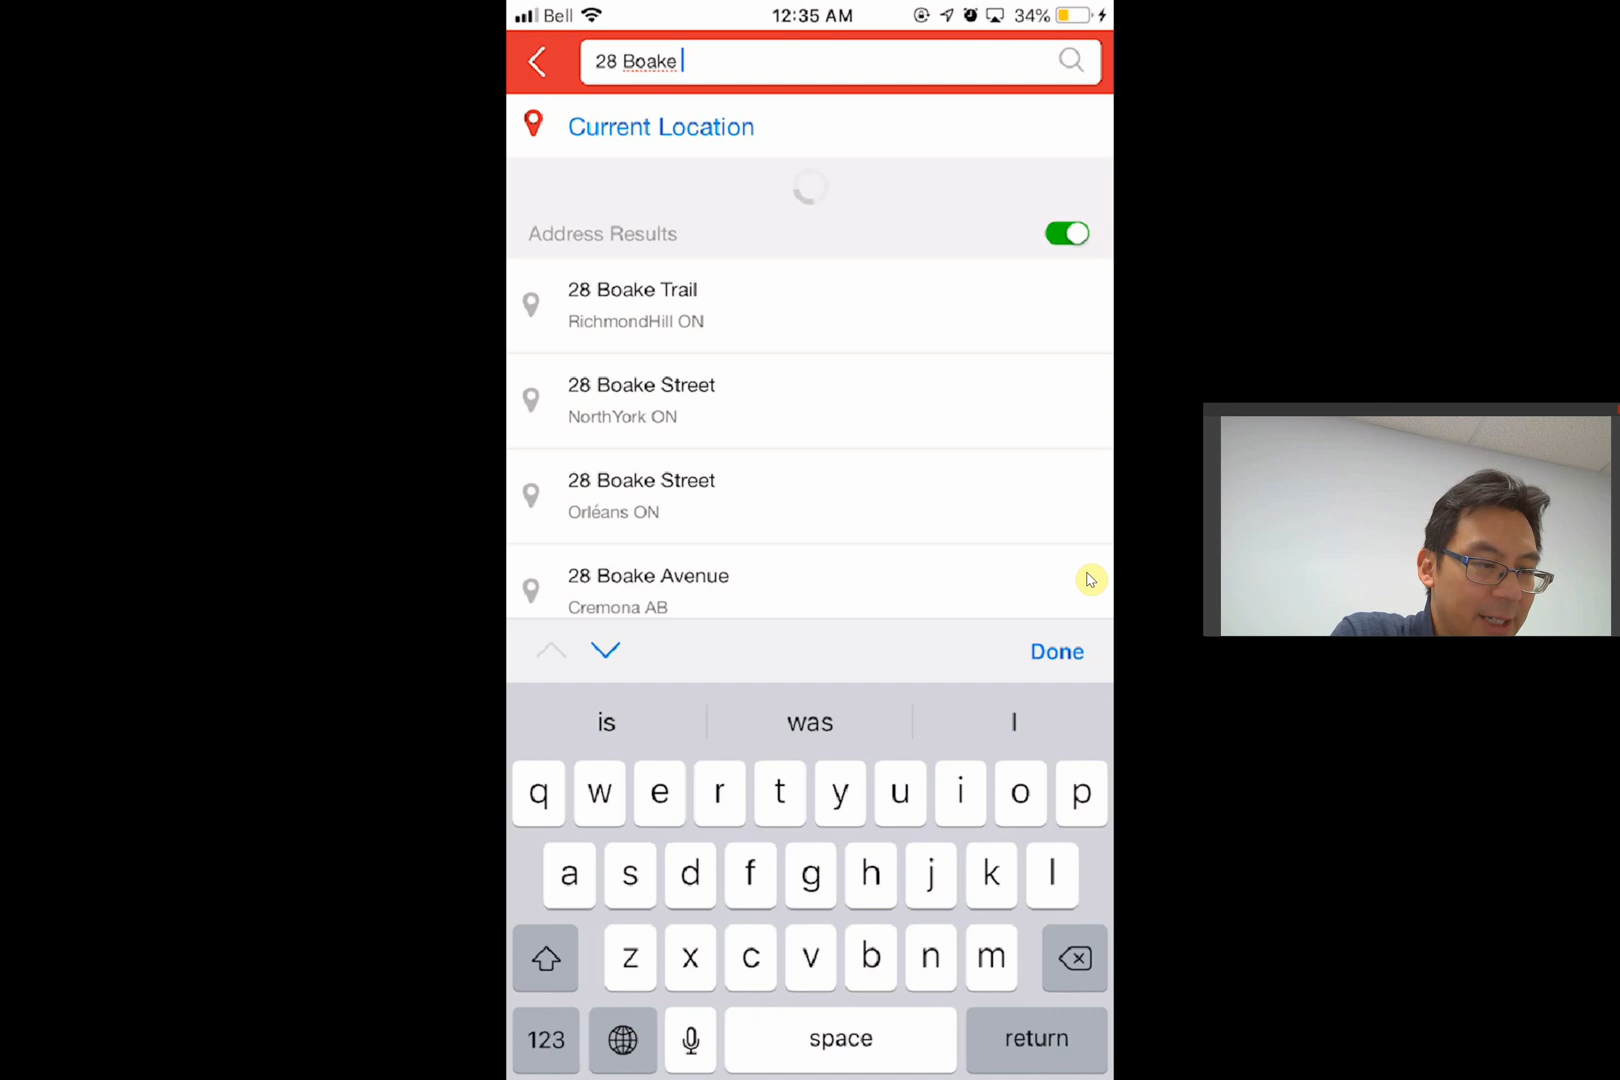 Bell 12:35 AM 34%
28 Boake
Current Location
Address Results
28 Boake Trail
RichmondHill ON
28 Boake Street
NorthYork ON
28 Boake Street
Orléans ON
28 Boake Avenue
Cremona AB
Done
is was I
q w e r t y u i o p
a s d f g h j k l
z x c v b n m
123 space return